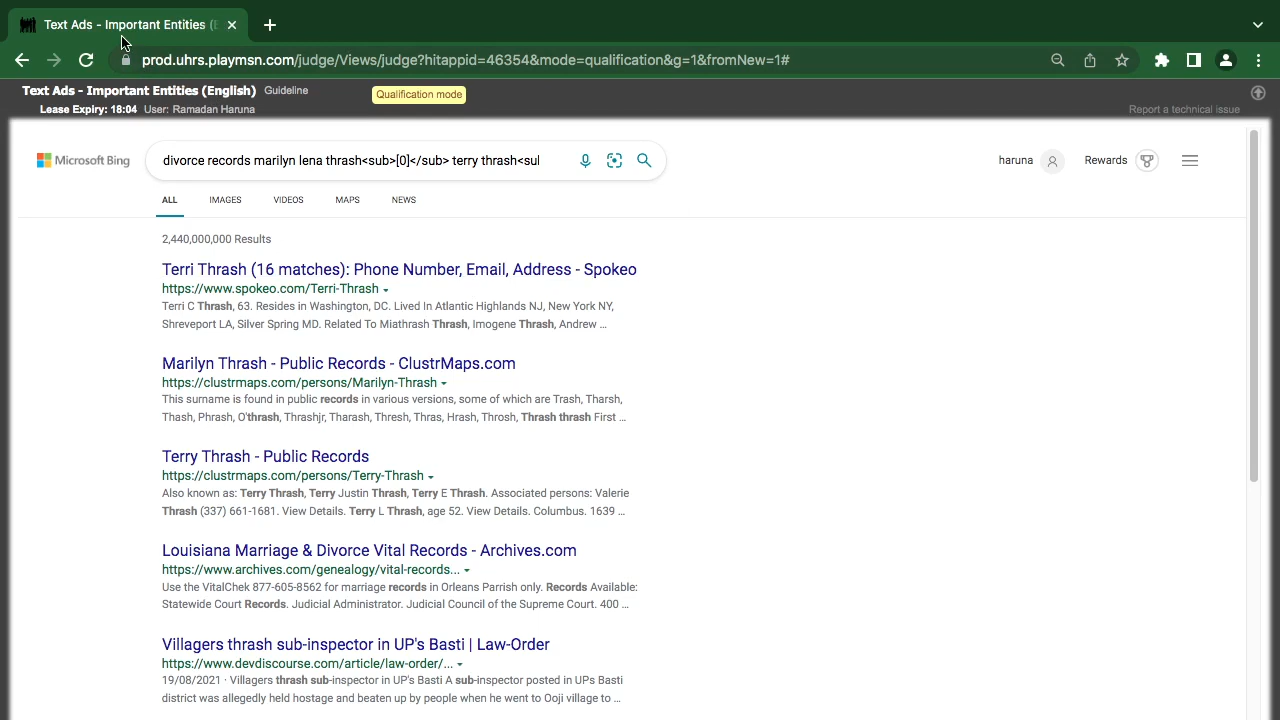 Text Ads - Important Entities (E
prod.uhrs.playmsn.com/judge/Views/judge?hitappid=46354&mode=qualification&g=1&fromNew=1#
Text Ads - Important Entities (English) Guideline
Qualification mode
Lease Expiry: 18:04 User: Ramadan Haruna
Report a technical issue
Microsoft Bing
divorce records marilyn lena thrash<sub>[0]</sub> terry thrash<sul
haruna
Rewards
ALL IMAGES VIDEOS MAPS NEWS
2,440,000,000 Results
Terri Thrash (16 matches): Phone Number, Email, Address - Spokeo
https://www.spokeo.com/Terri-Thrash
Terri C Thrash, 63. Resides in Washington, DC. Lived In Atlantic Highlands NJ, New York NY,
Shreveport LA, Silver Spring MD. Related To Miathrash Thrash, Imogene Thrash, Andrew ...
Marilyn Thrash - Public Records - ClustrMaps.com
https://clustrmaps.com/persons/Marilyn-Thrash
This surname is found in public records in various versions, some of which are Trash, Tharsh,
Thash, Phrash, O'thrash, Thrashjr, Tharash, Thresh, Thras, Hrash, Throsh, Thrash thrash First ...
Terry Thrash - Public Records
https://clustrmaps.com/persons/Terry-Thrash
Also known as: Terry Thrash, Terry Justin Thrash, Terry E Thrash. Associated persons: Valerie
Thrash (337) 661-1681. View Details. Terry L Thrash, age 52. View Details. Columbus. 1639 ...
Louisiana Marriage & Divorce Vital Records - Archives.com
https://www.archives.com/genealogy/vital-records...
Use the VitalChek 877-605-8562 for marriage records in Orleans Parrish only. Records Available:
Statewide Court Records. Judicial Administrator. Judicial Council of the Supreme Court. 400 ...
Villagers thrash sub-inspector in UP's Basti | Law-Order
https://www.devdiscourse.com/article/law-order/...
19/08/2021 · Villagers thrash sub-inspector in UP's Basti A sub-inspector posted in UPs Basti
district was allegedly held hostage and beaten up by people when he went to Ooji village to ...